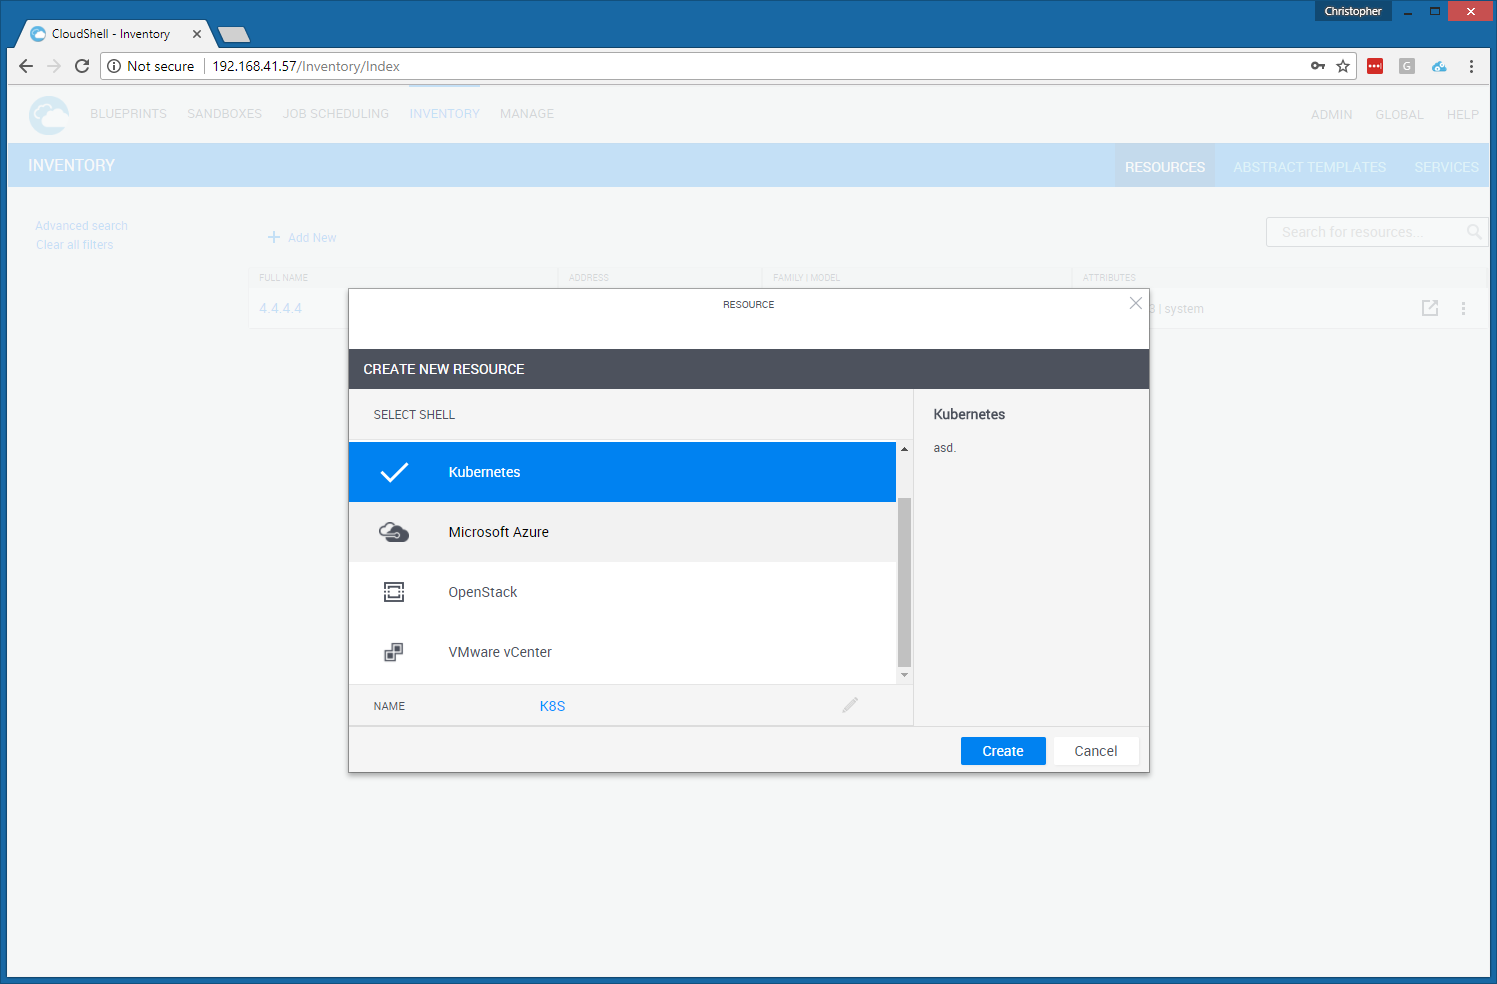 Christopher
CloudShell - Inventory
Not secure 192.168.41.57/Inventory/Index
G
BLUEPRINTS SANDBOXES JOB SCHEDULING INVENTORY MANAGE ADMIN GLOBAL HELP
INVENTORY RESOURCES ABSTRACT TEMPLATES SERVICES
Advanced search
Clear all filters
Add New
Search for resources...
FULL NAME ADDRESS FAMILY | MODEL ATTRIBUTES
4.4.4.4 3 | system
RESOURCE
CREATE NEW RESOURCE
SELECT SHELL
Kubernetes
Microsoft Azure
OpenStack
VMware vCenter
NAME K8S
Kubernetes
asd.
Create Cancel